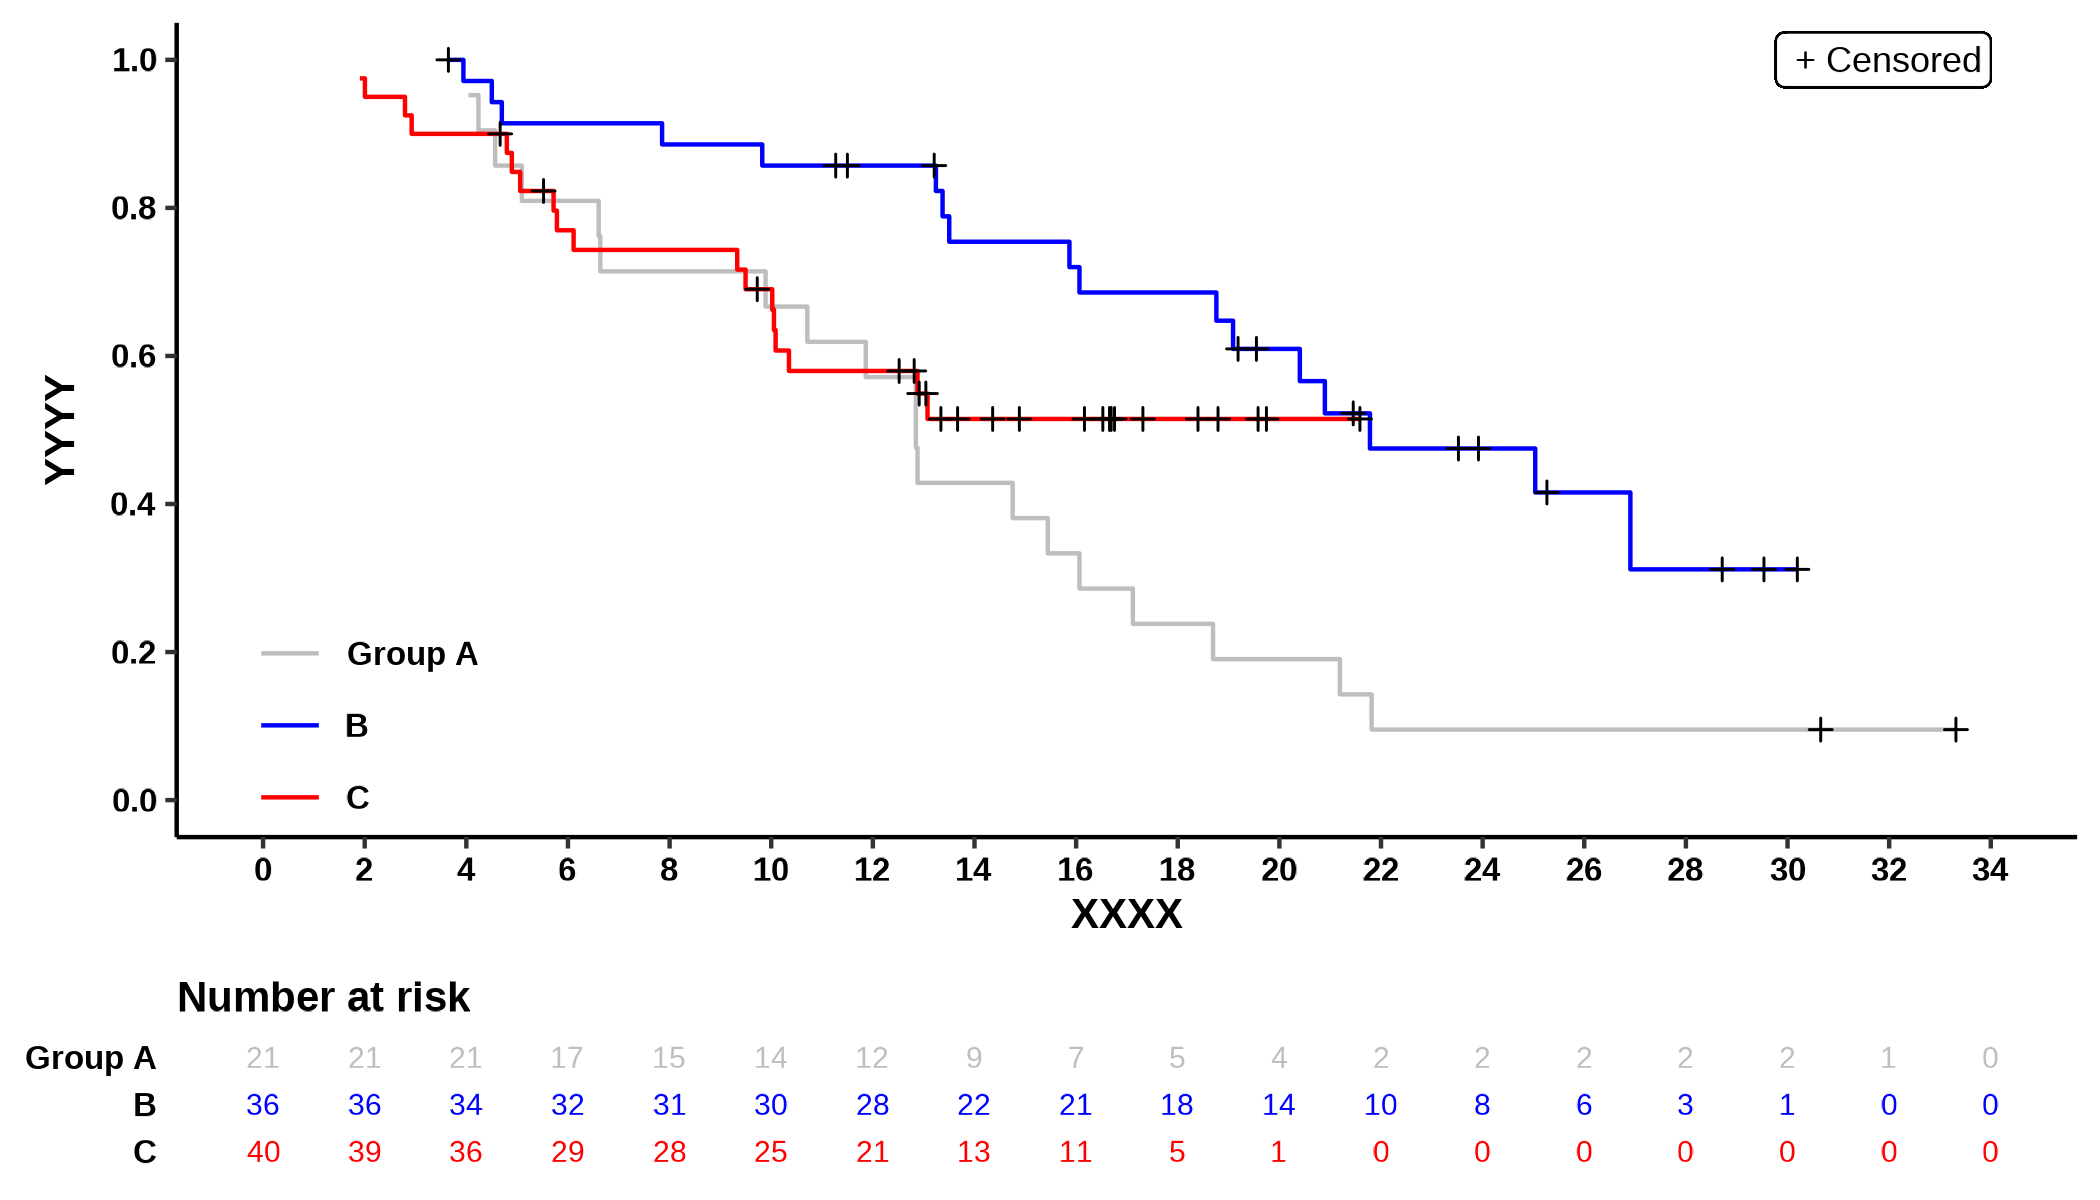 + Censored
1.0
0.8
0.6
0.4
0.2
0.0
YYYY
Group A
B
C
0 2 4 6 8 10 12 14 16 18 20 22 24 26 28 30 32 34
XXXX
Number at risk
Group A 21 21 21 17 15 14 12 9 7 5 4 2 2 2 2 2 1 0
B 36 36 34 32 31 30 28 22 21 18 14 10 8 6 3 1 0 0
C 40 39 36 29 28 25 21 13 11 5 1 0 0 0 0 0 0 0